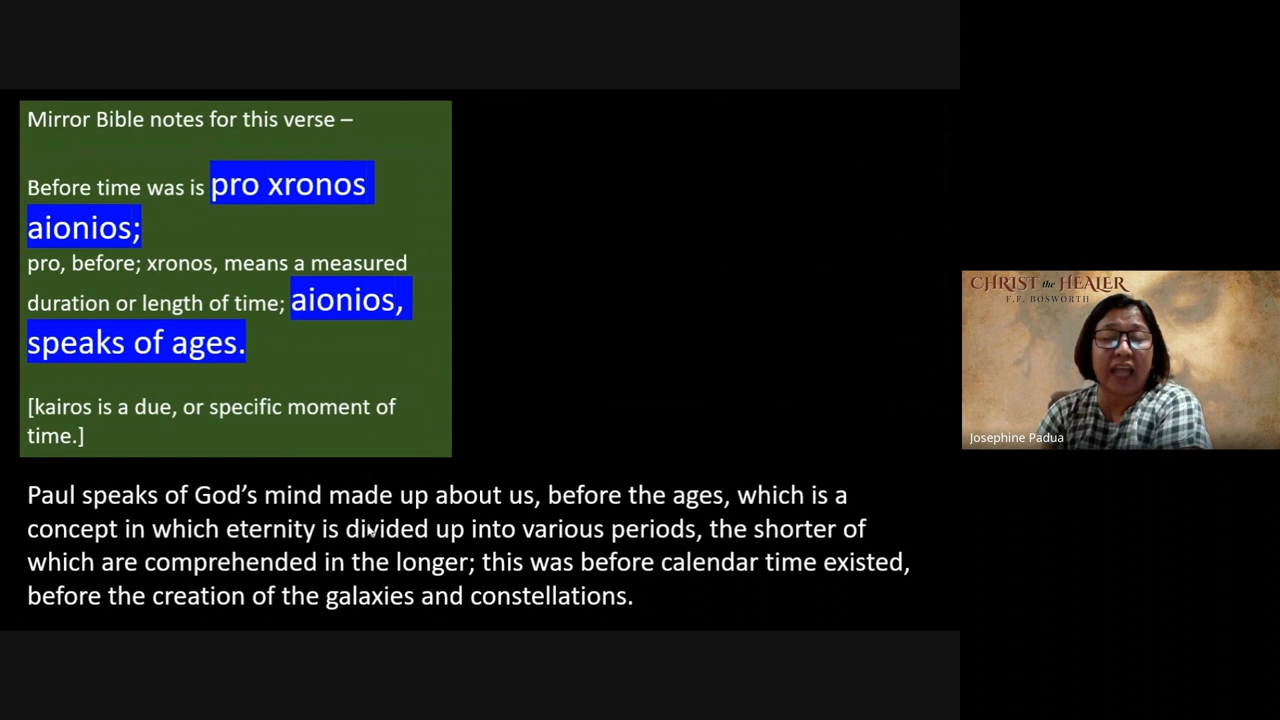 Mirror Bible notes for this verse –
Before time was is pro xronos
aionios;
pro, before; xronos, means a measured
duration or length of time; aionios,
speaks of ages.
[kairos is a due, or specific moment of
time.]
Paul speaks of God’s mind made up about us, before the ages, which is a
concept in which eternity is divided up into various periods, the shorter of
which are comprehended in the longer; this was before calendar time existed,
before the creation of the galaxies and constellations.
CHRIST the HEALER
F.F. BOSWORTH
Josephine Padua